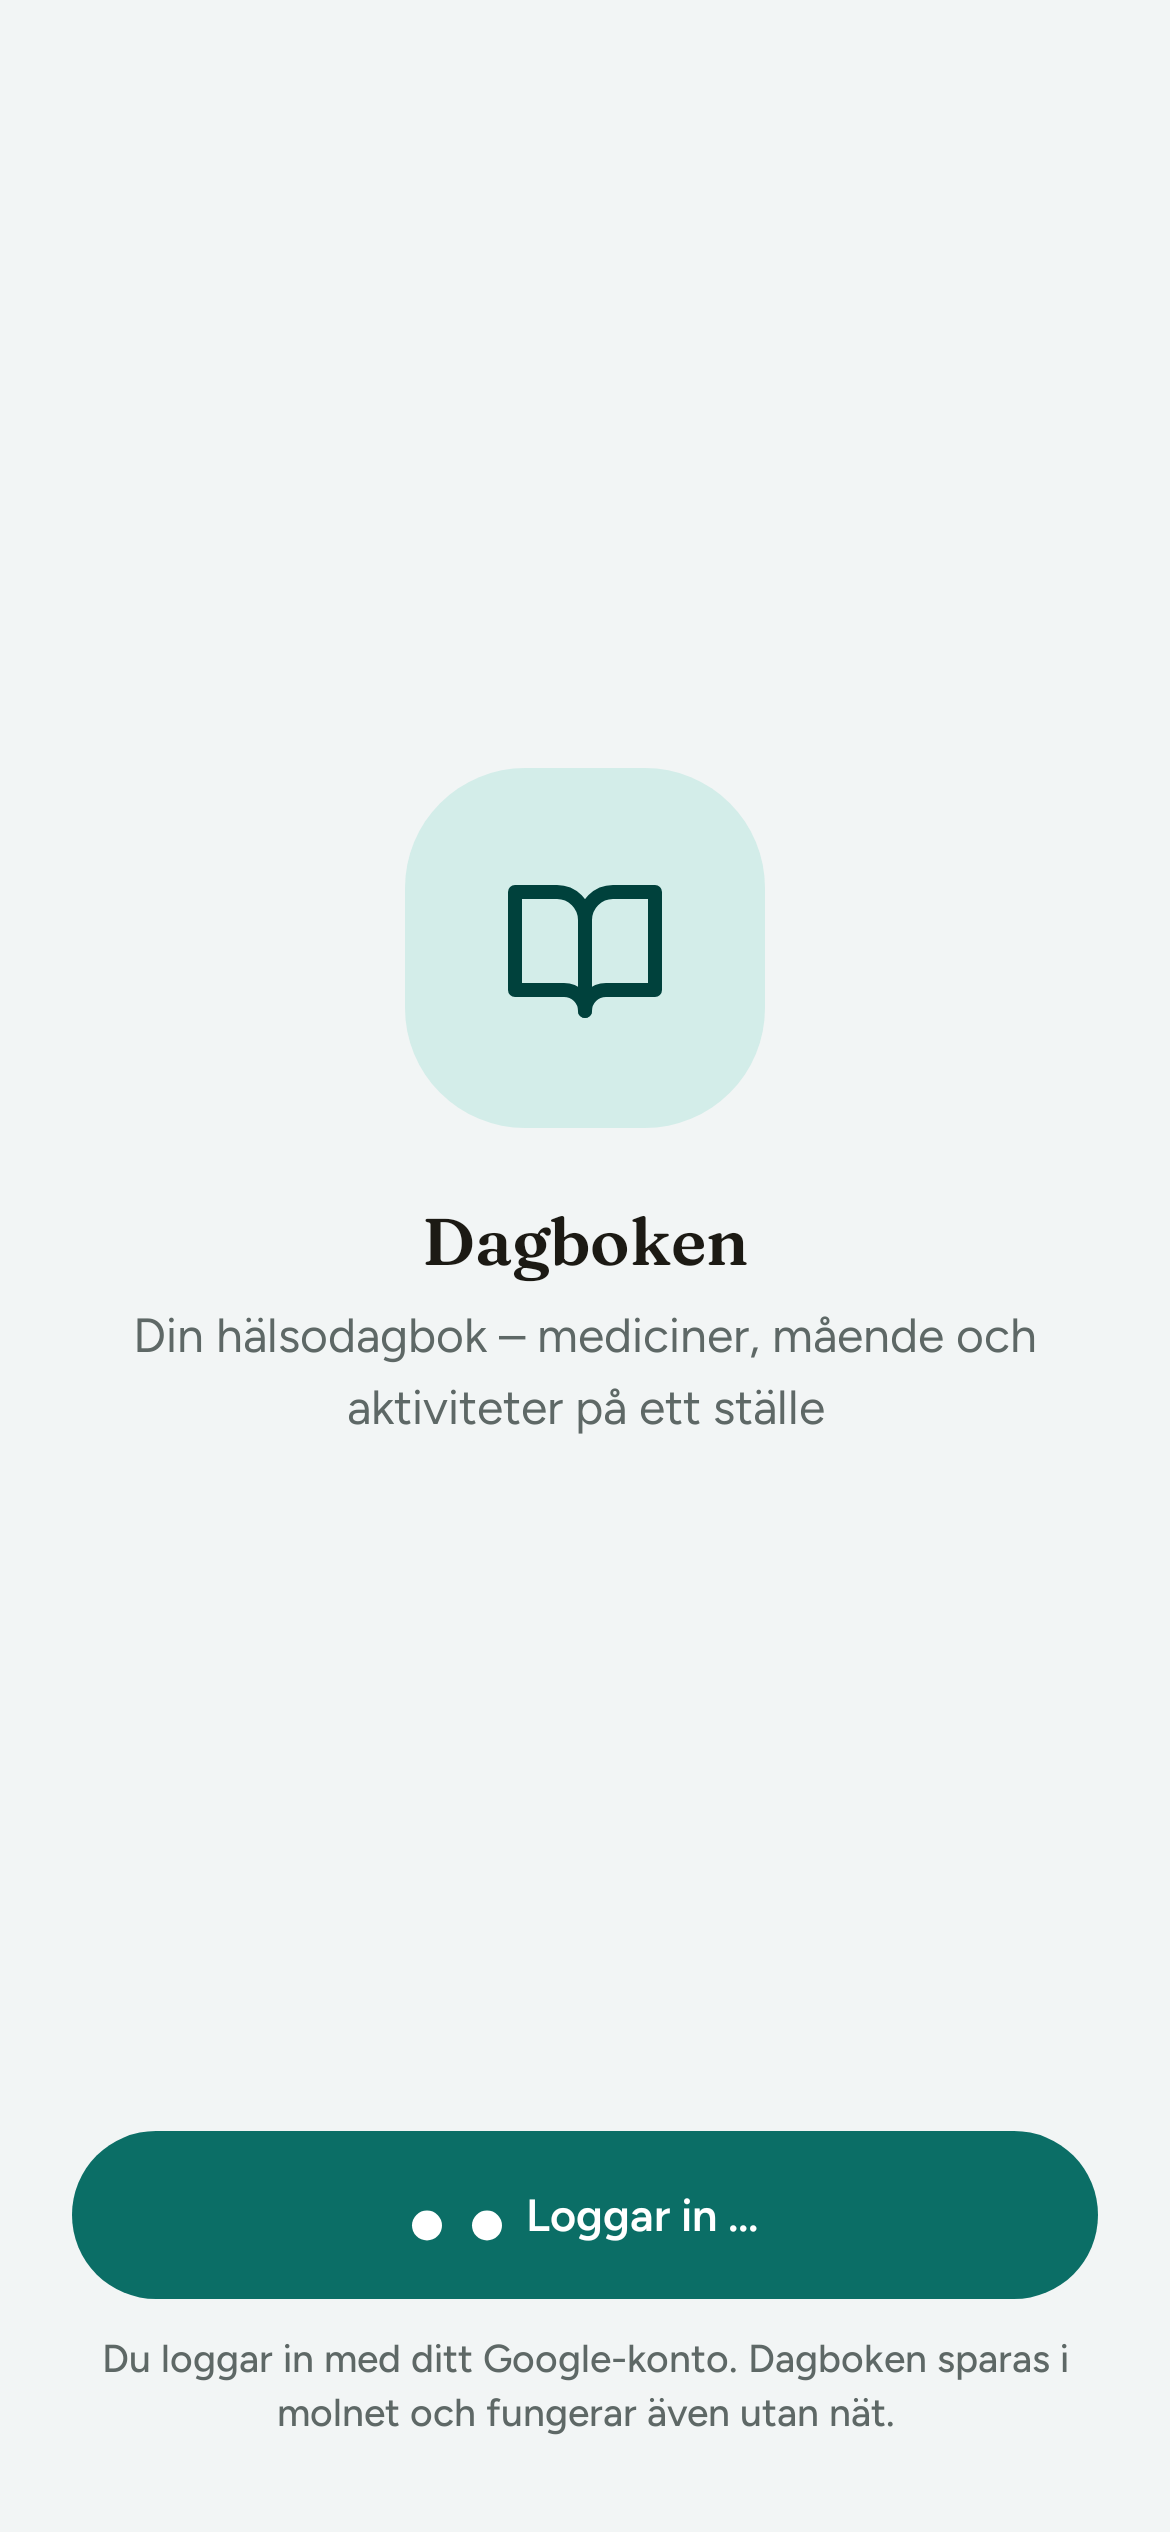 Dagboken
Din hälsodagbok – mediciner, mående och
aktiviteter på ett ställe
Loggar in ...
Du loggar in med ditt Google-konto. Dagboken sparas i
molnet och fungerar även utan nät.